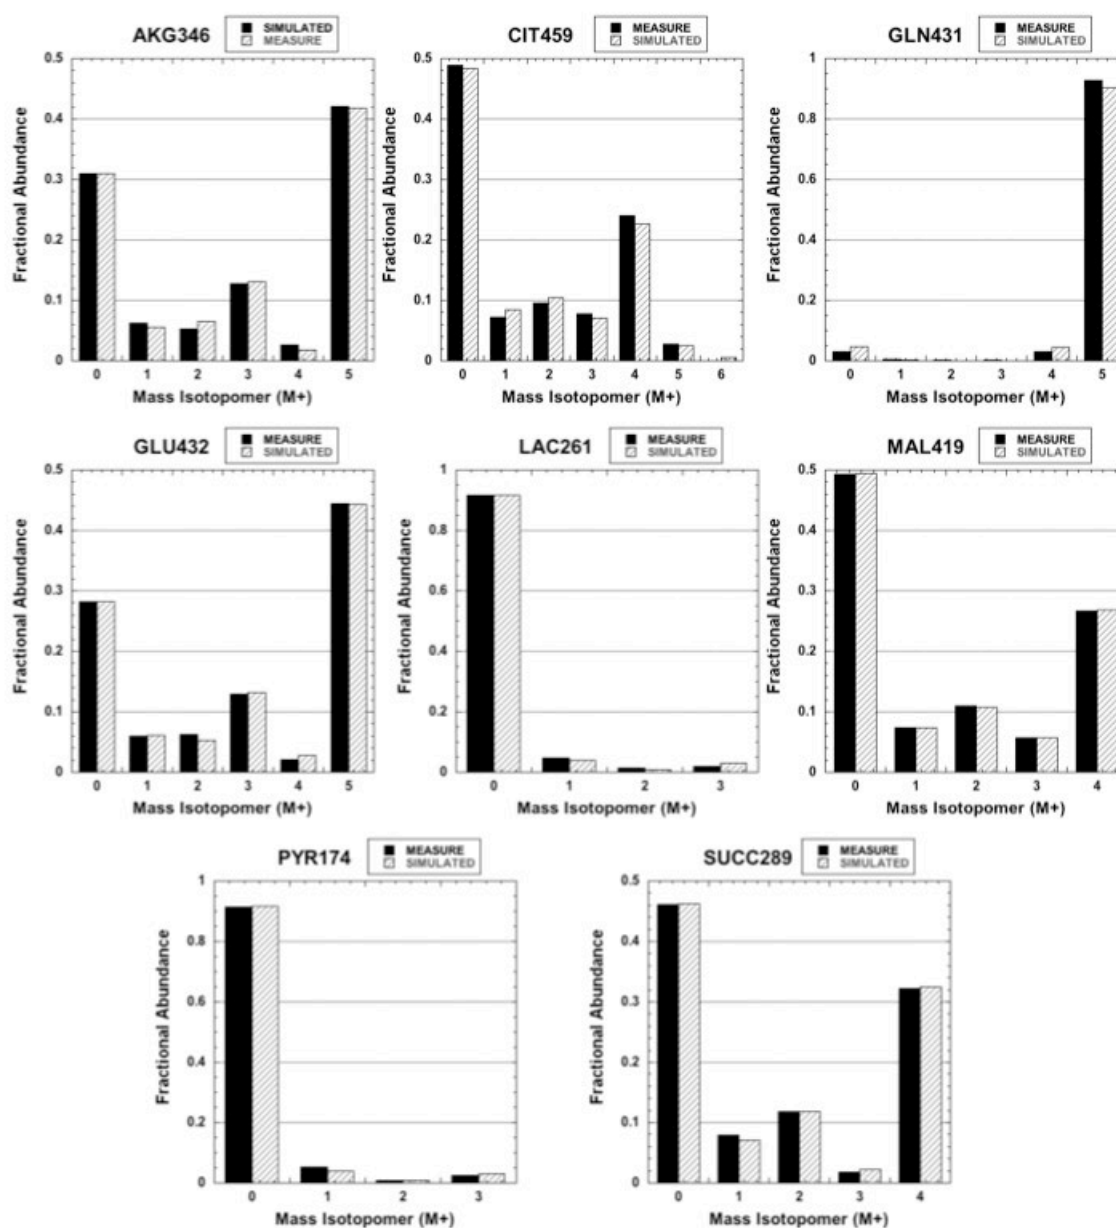 AKG346
SIMULATED
MEASURE
Fractional Abundance
0.5
0.4
0.3
0.2
0.1
0
0 1 2 3 4 5
Mass Isotopomer (M+)
CIT459
MEASURE
SIMULATED
Fractional Abundance
0.5
0.4
0.3
0.2
0.1
0
0 1 2 3 4 5 6
Mass Isotopomer (M+)
GLN431
MEASURE
SIMULATED
Fractional Abundance
1
0.8
0.6
0.4
0.2
0
0 1 2 3 4 5
Mass Isotopomer (M+)
GLU432
MEASURE
SIMULATED
Fractional Abundance
0.5
0.4
0.3
0.2
0.1
0
0 1 2 3 4 5
Mass Isotopomer (M+)
LAC261
MEASURE
SIMULATED
Fractional Abundance
1
0.8
0.6
0.4
0.2
0
0 1 2 3
Mass Isotopomer (M+)
MAL419
MEASURE
SIMULATED
Fractional Abundance
0.5
0.4
0.3
0.2
0.1
0
0 1 2 3 4
Mass Isotopomer (M+)
PYR174
MEASURE
SIMULATED
Fractional Abundance
1
0.8
0.6
0.4
0.2
0
0 1 2 3
Mass Isotopomer (M+)
SUCC289
MEASURE
SIMULATED
Fractional Abundance
0.5
0.4
0.3
0.2
0.1
0
0 1 2 3 4
Mass Isotopomer (M+)